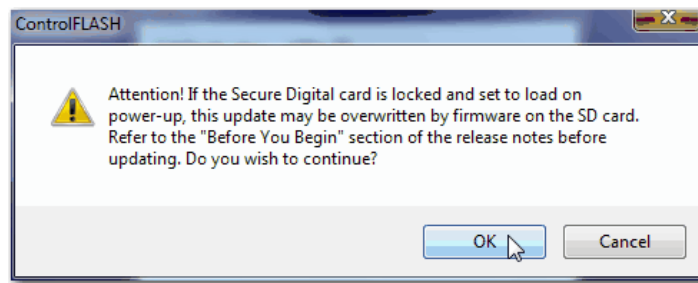 ControlFLASH
Attention! If the Secure Digital card is locked and set to load on
power-up, this update may be overwritten by firmware on the SD card.
Refer to the "Before You Begin" section of the release notes before
updating. Do you wish to continue?
OK
Cancel